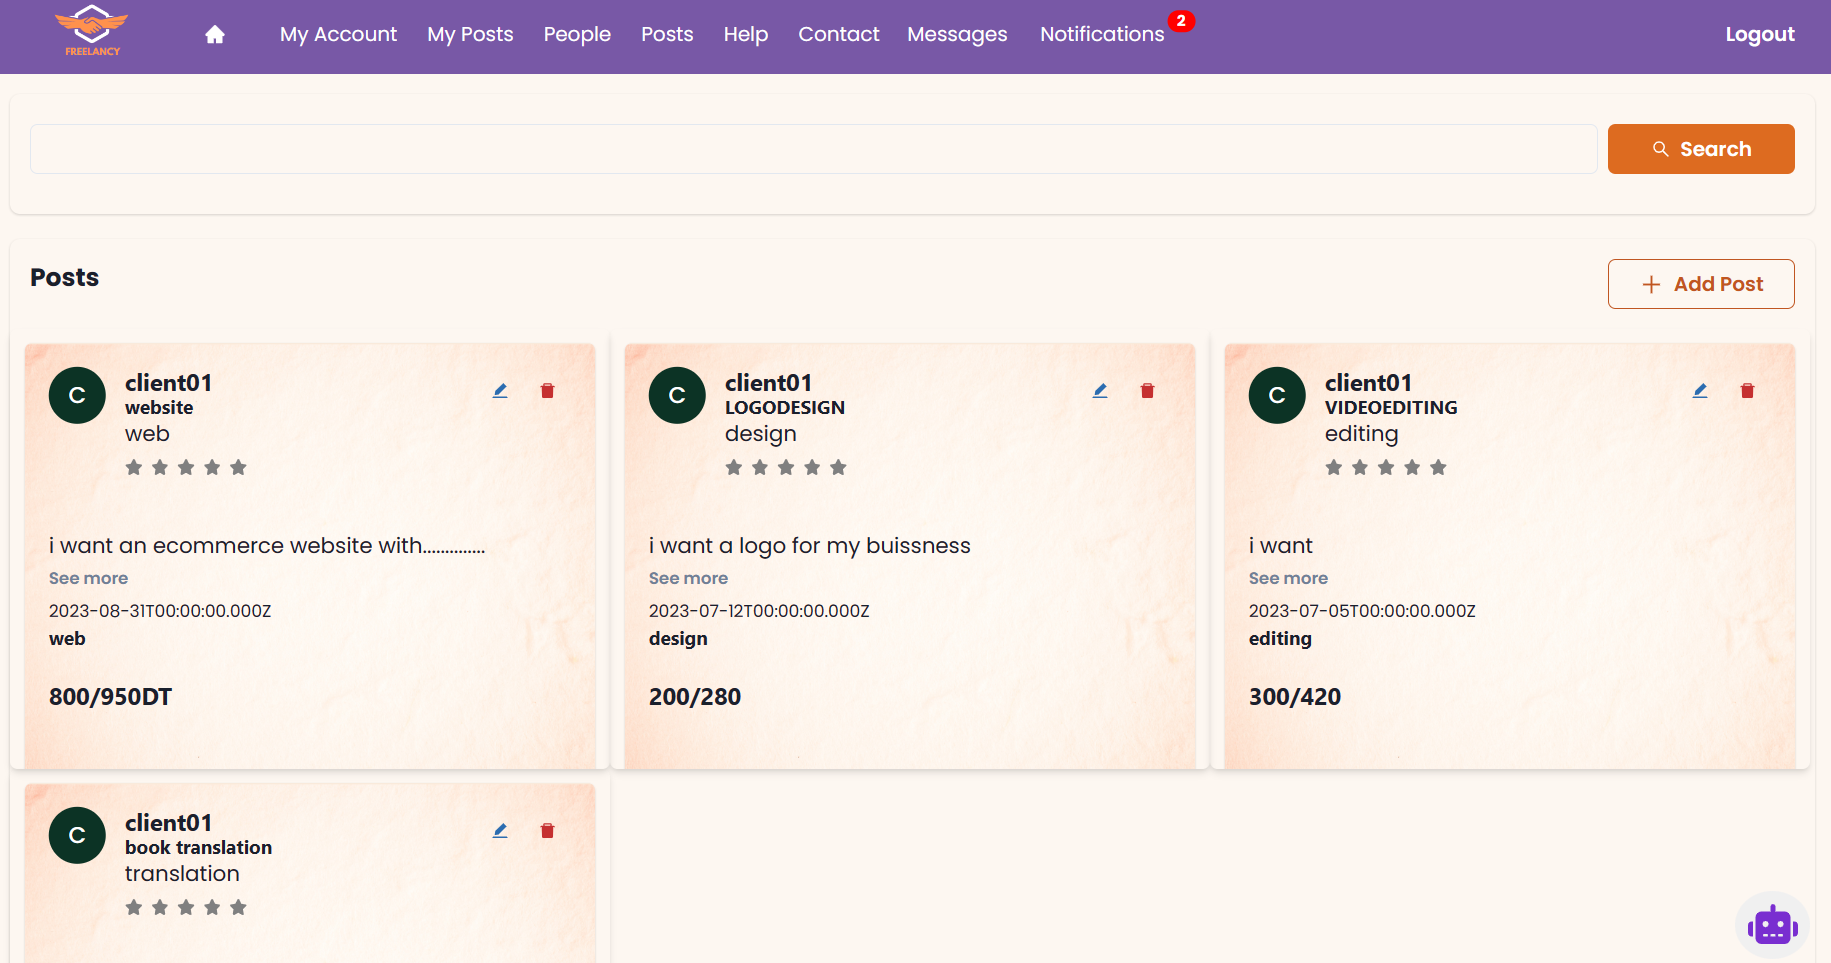 FREELANCY
My Account My Posts People Posts Help Contact Messages Notifications 2 Logout
Search
Posts
Add Post
C
client01
website
web
i want an ecommerce website with..............
See more
2023-08-31T00:00:00.000Z
web
800/950DT
C
client01
LOGODESIGN
design
i want a logo for my buissness
See more
2023-07-12T00:00:00.000Z
design
200/280
C
client01
VIDEOEDITING
editing
i want
See more
2023-07-05T00:00:00.000Z
editing
300/420
C
client01
book translation
translation